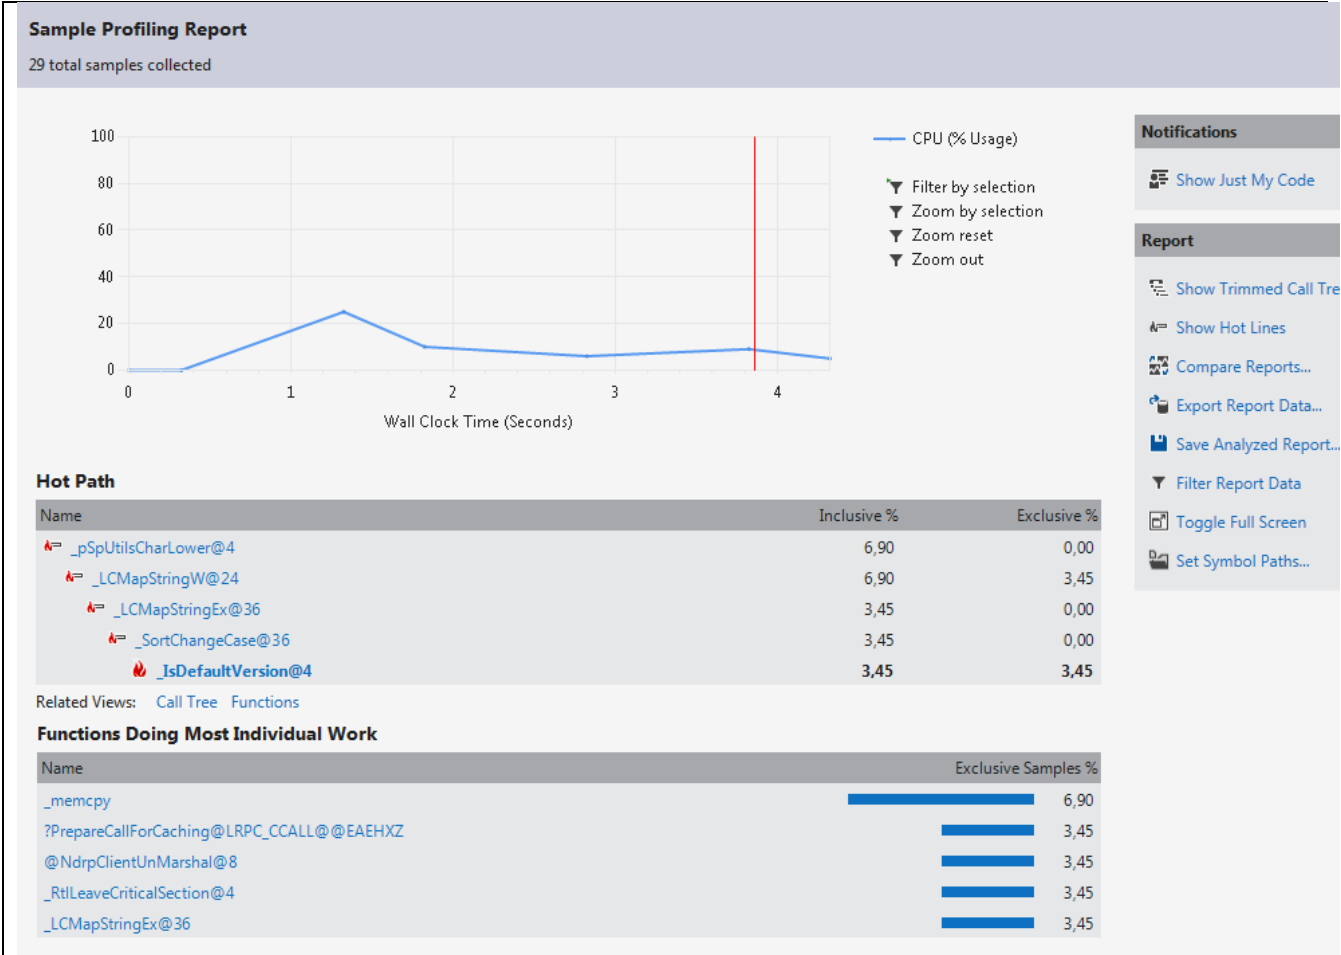 Sample Profiling Report
29 total samples collected
100
80
60
40
20
0
0 1 2 3 4
Wall Clock Time (Seconds)
CPU (% Usage)
Filter by selection
Zoom by selection
Zoom reset
Zoom out
Notifications
Show Just My Code
Report
Show Trimmed Call Tre
Show Hot Lines
Compare Reports...
Export Report Data...
Save Analyzed Report...
Filter Report Data
Toggle Full Screen
Set Symbol Paths...
Hot Path
Name Inclusive % Exclusive %
_pSpUtilsCharLower@4 6,90 0,00
_LCMapStringW@24 6,90 3,45
_LCMapStringEx@36 3,45 0,00
_SortChangeCase@36 3,45 0,00
_IsDefaultVersion@4 3,45 3,45
Related Views: Call Tree Functions
Functions Doing Most Individual Work
Name Exclusive Samples %
_memcpy 6,90
?PrepareCallForCaching@LRPC_CCALL@@EAEHXZ 3,45
@NdrpClientUnMarshal@8 3,45
_RtlLeaveCriticalSection@4 3,45
_LCMapStringEx@36 3,45